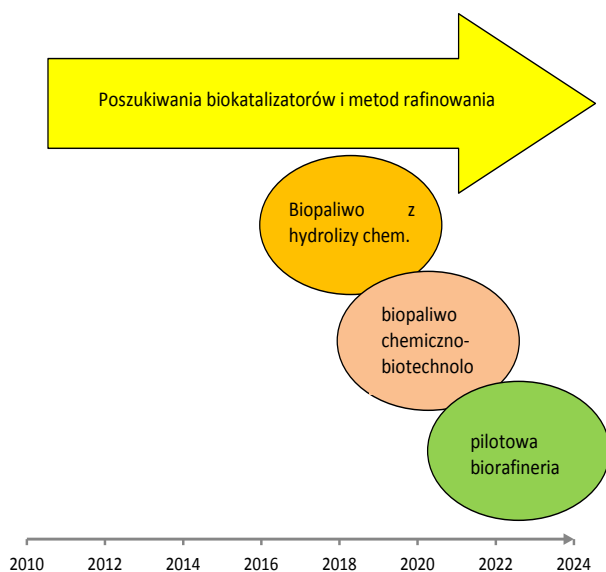 Poszukiwania biokatalizatorów i metod rafinowania
Biopaliwo z
hydrolizy chem.
biopaliwo
chemiczno-
biotechnolo
pilotowa
biorafineria
2010 2012 2014 2016 2018 2020 2022 2024